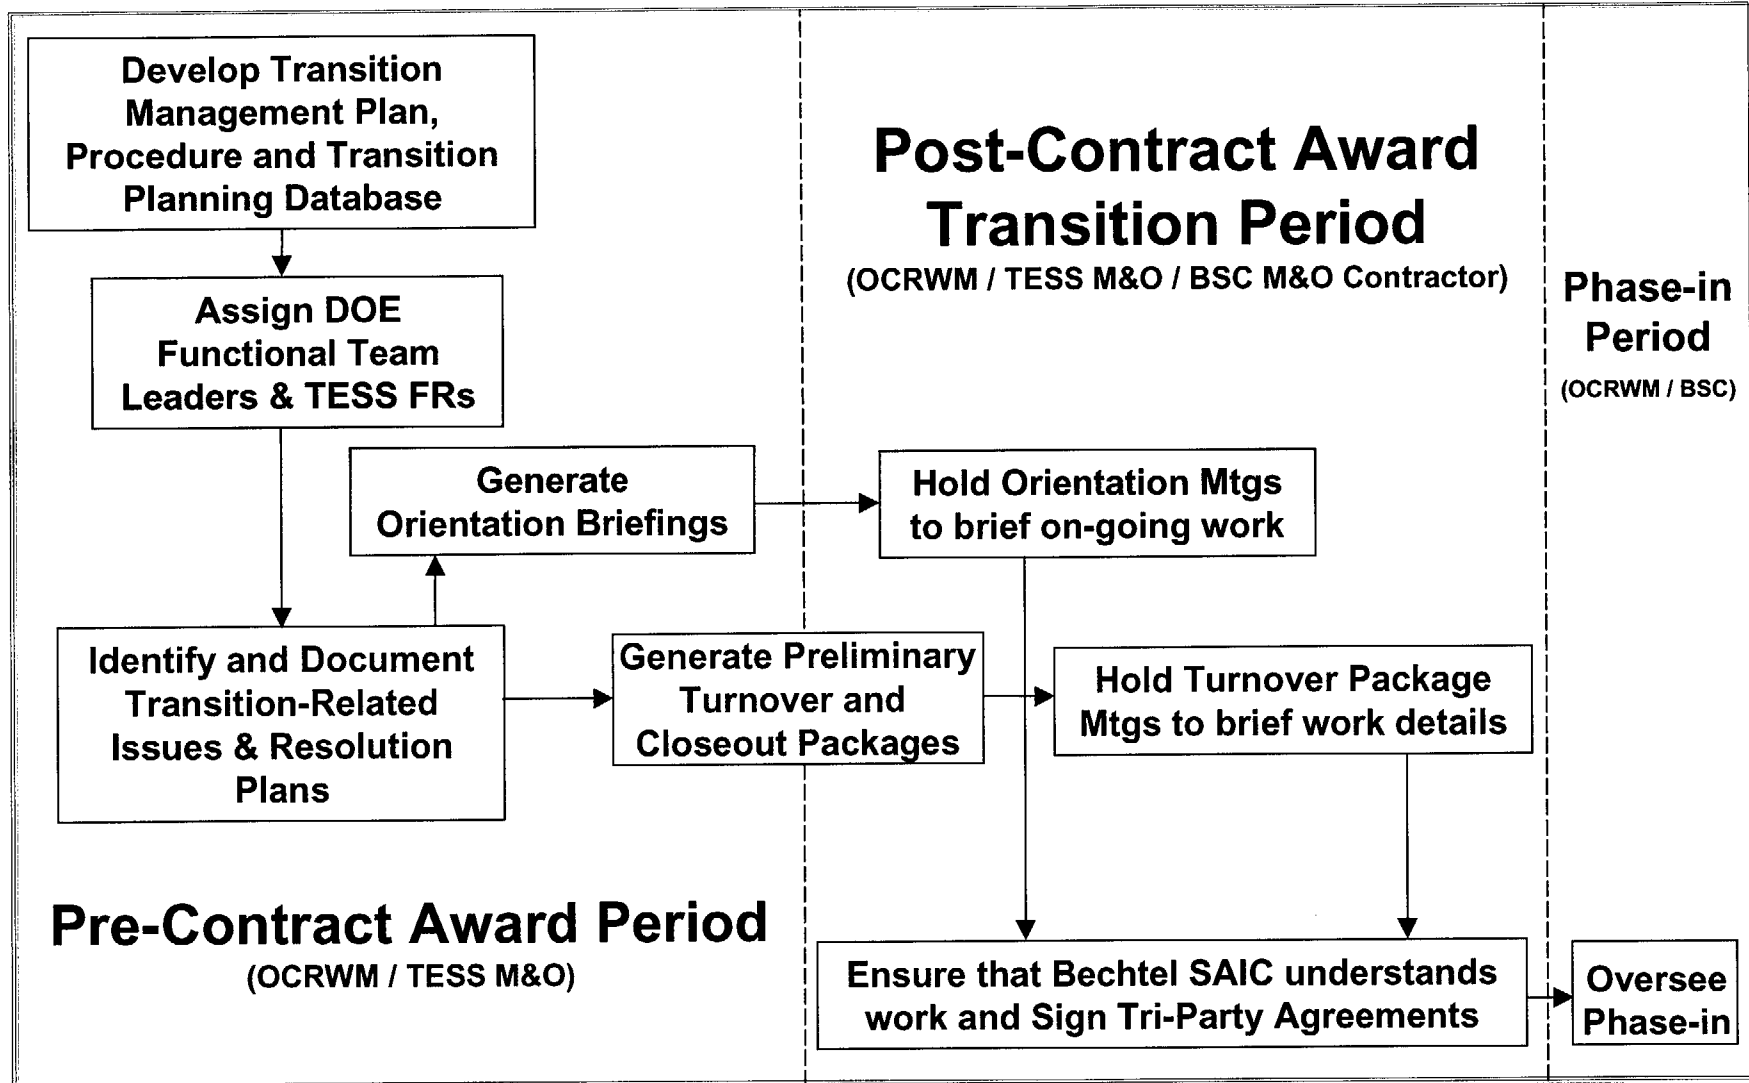 Develop Transition
Management Plan,
Procedure and Transition
Planning Database
Assign DOE
Functional Team
Leaders & TESS FRs
Generate
Orientation Briefings
Identify and Document
Transition-Related
Issues & Resolution
Plans
Generate Preliminary
Turnover and
Closeout Packages
Pre-Contract Award Period
(OCRWM / TESS M&O)
Post-Contract Award
Transition Period
(OCRWM / TESS M&O / BSC M&O Contractor)
Hold Orientation Mtgs
to brief on-going work
Hold Turnover Package
Mtgs to brief work details
Ensure that Bechtel SAIC understands
work and Sign Tri-Party Agreements
Phase-in
Period
(OCRWM / BSC)
Oversee
Phase-in